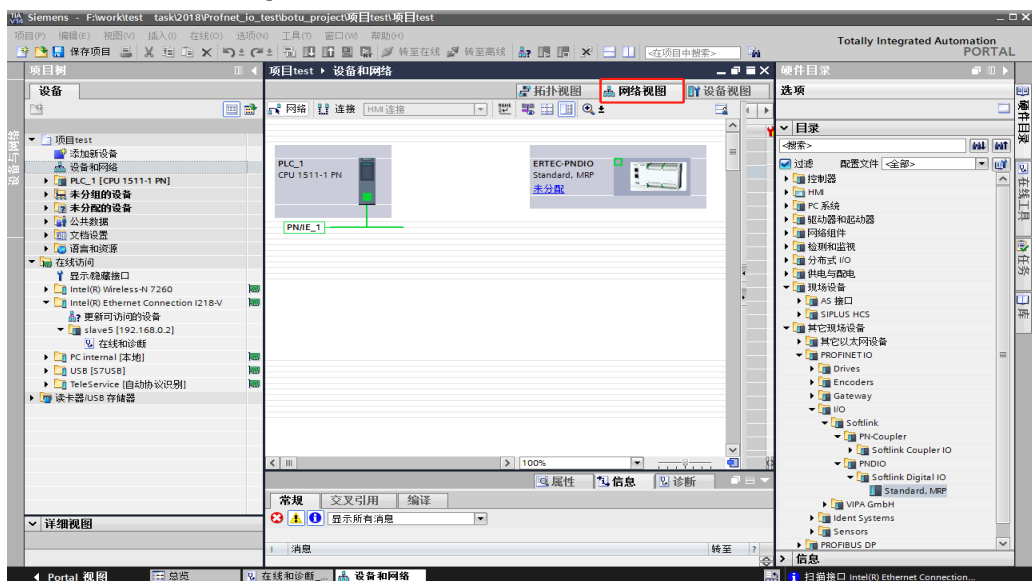 Siemens - F:\work\test task\2018\Profnet_io_test\botu_project\项目test\项目test
项目(P) 编辑(E) 视图(V) 插入(I) 在线(O) 选项(N) 工具(T) 窗口(W) 帮助(H)
Totally Integrated Automation
PORTAL
保存项目 转至在线 转至离线 <在项目中搜索>
项目树
项目test ▸ 设备和网络
硬件目录
设备
拓扑视图 网络视图 设备视图
选项
网络 连接 HMI 连接
项目test
添加新设备
设备和网络
PLC_1 [CPU 1511-1 PN]
未分组的设备
未分配的设备
公共数据
文档设置
语言和资源
在线访问
显示/隐藏接口
Intel(R) Wireless-N 7260
Intel(R) Ethernet Connection I218-V
更新可访问的设备
slave5 [192.168.0.2]
在线和诊断
PC internal [本地]
USB [S7USB]
TeleService [自动协议识别]
读卡器/USB 存储器
详细视图
设备与网络
PLC_1
CPU 1511-1 PN
ERTEC-PNDIO
Standard, MRP
未分配
PN/IE_1
100%
属性 信息 诊断
常规 交叉引用 编译
显示所有消息
! 消息 转至 ?
目录
<搜索>
过滤 配置文件 <全部>
控制器
HMI
PC 系统
驱动器和起动器
网络组件
检测和监视
分布式 I/O
供电与配电
现场设备
AS 接口
SIPLUS HCS
其它现场设备
其它以太网设备
PROFINET IO
Drives
Encoders
Gateway
I/O
Softlink
PN-Coupler
Softlink Coupler IO
PNDIO
Softlink Digital IO
Standard, MRP
VIPA GmbH
Ident Systems
Sensors
PROFIBUS DP
信息
硬件目录
在线工具
任务
库
Portal 视图 总览 在线和诊断_... 设备和网络 扫描接口 Intel(R) Ethernet Connection...